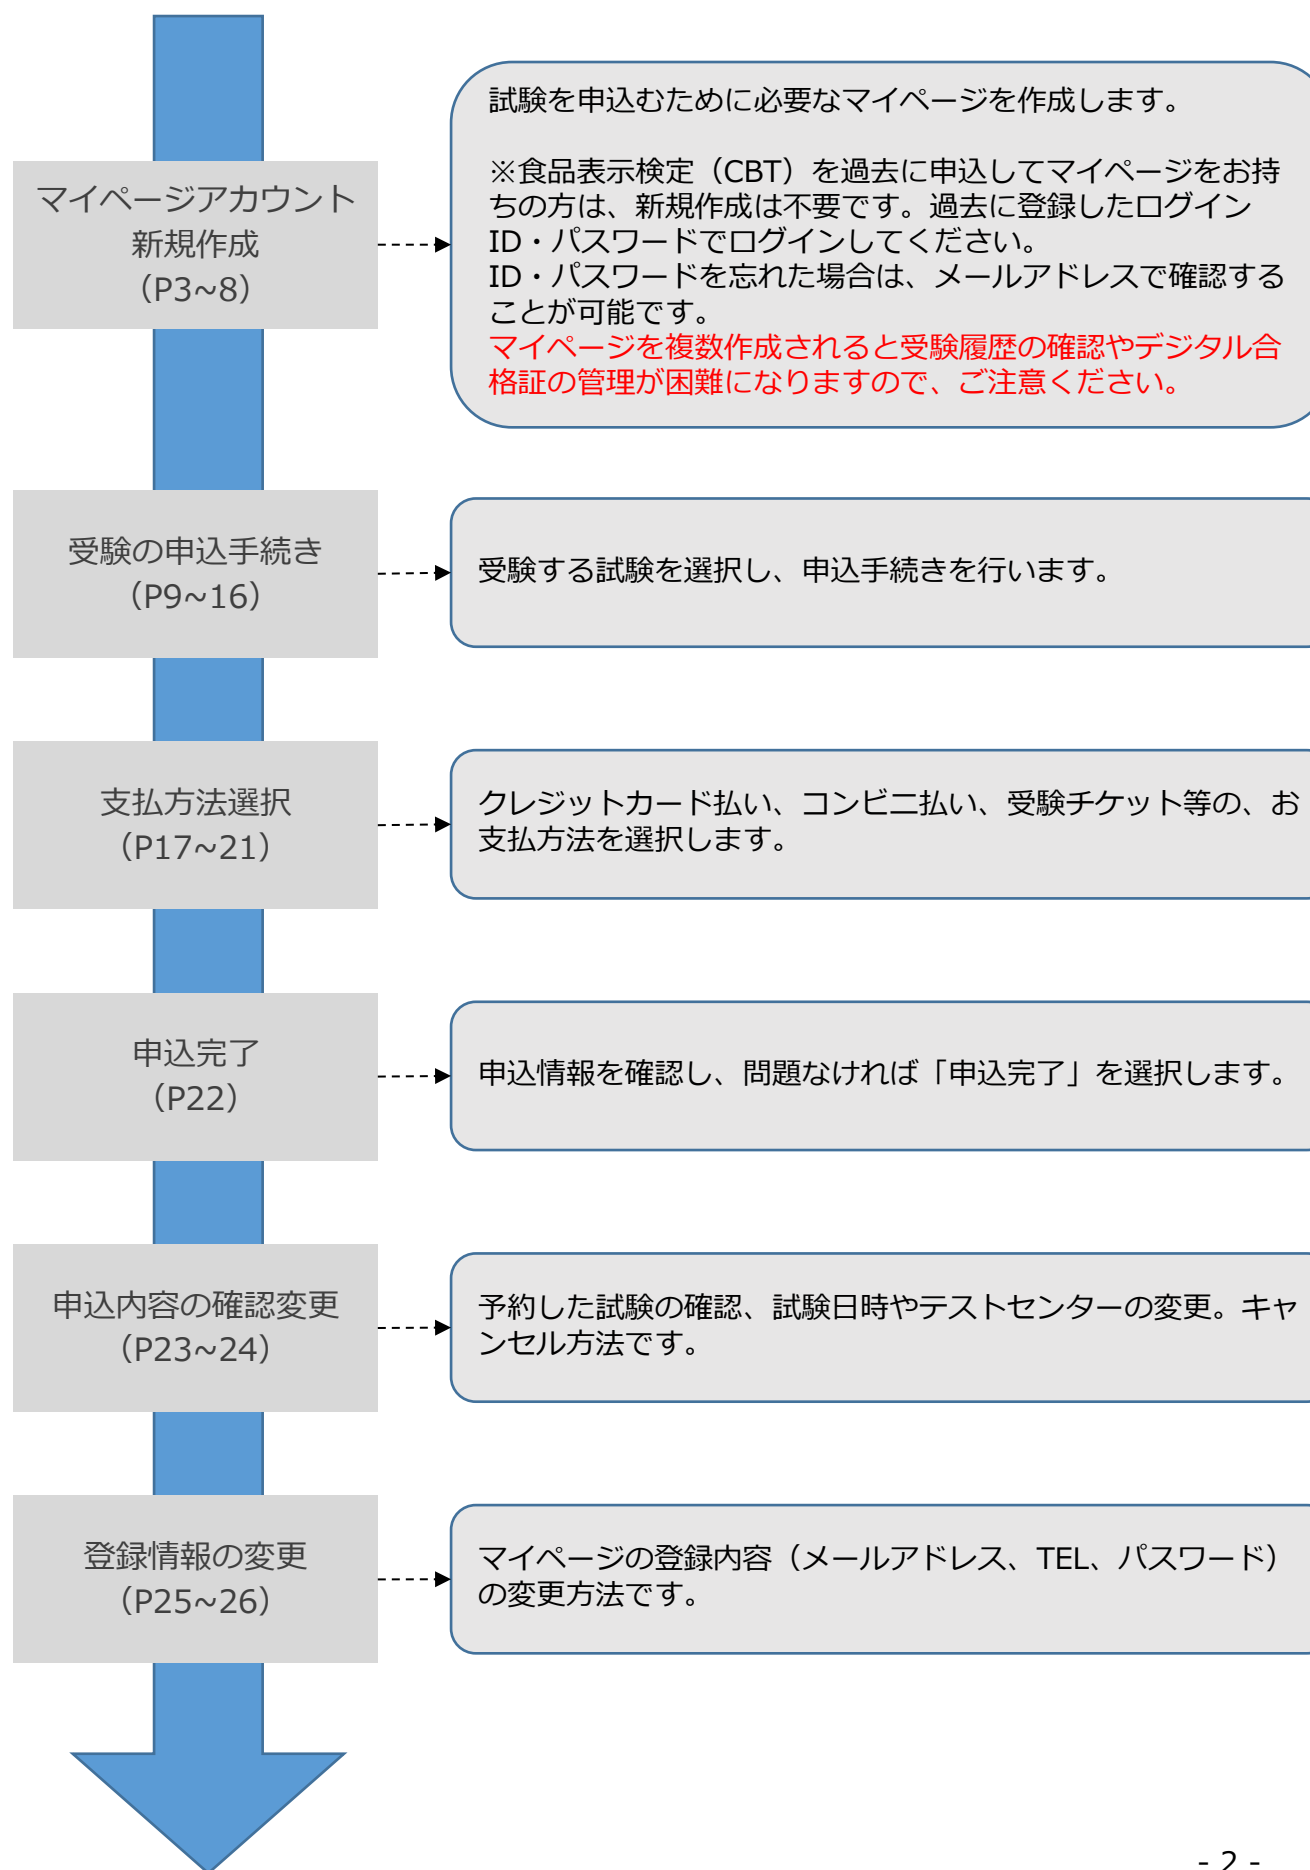 マイページアカウント
新規作成
（P3~8）
試験を申込むために必要なマイページを作成します。
※食品表示検定（CBT）を過去に申込してマイページをお持
ちの方は、新規作成は不要です。過去に登録したログイン
ID・パスワードでログインしてください。
ID・パスワードを忘れた場合は、メールアドレスで確認する
ことが可能です。
マイページを複数作成されると受験履歴の確認やデジタル合
格証の管理が困難になりますので、ご注意ください。
受験の申込手続き
（P9~16）
受験する試験を選択し、申込手続きを行います。
支払方法選択
（P17~21）
クレジットカード払い、コンビニ払い、受験チケット等の、お
支払方法を選択します。
申込完了
（P22）
申込情報を確認し、問題なければ「申込完了」を選択します。
申込内容の確認変更
（P23~24）
予約した試験の確認、試験日時やテストセンターの変更。キャ
ンセル方法です。
登録情報の変更
（P25~26）
マイページの登録内容（メールアドレス、TEL、パスワード）
の変更方法です。
- 2 -